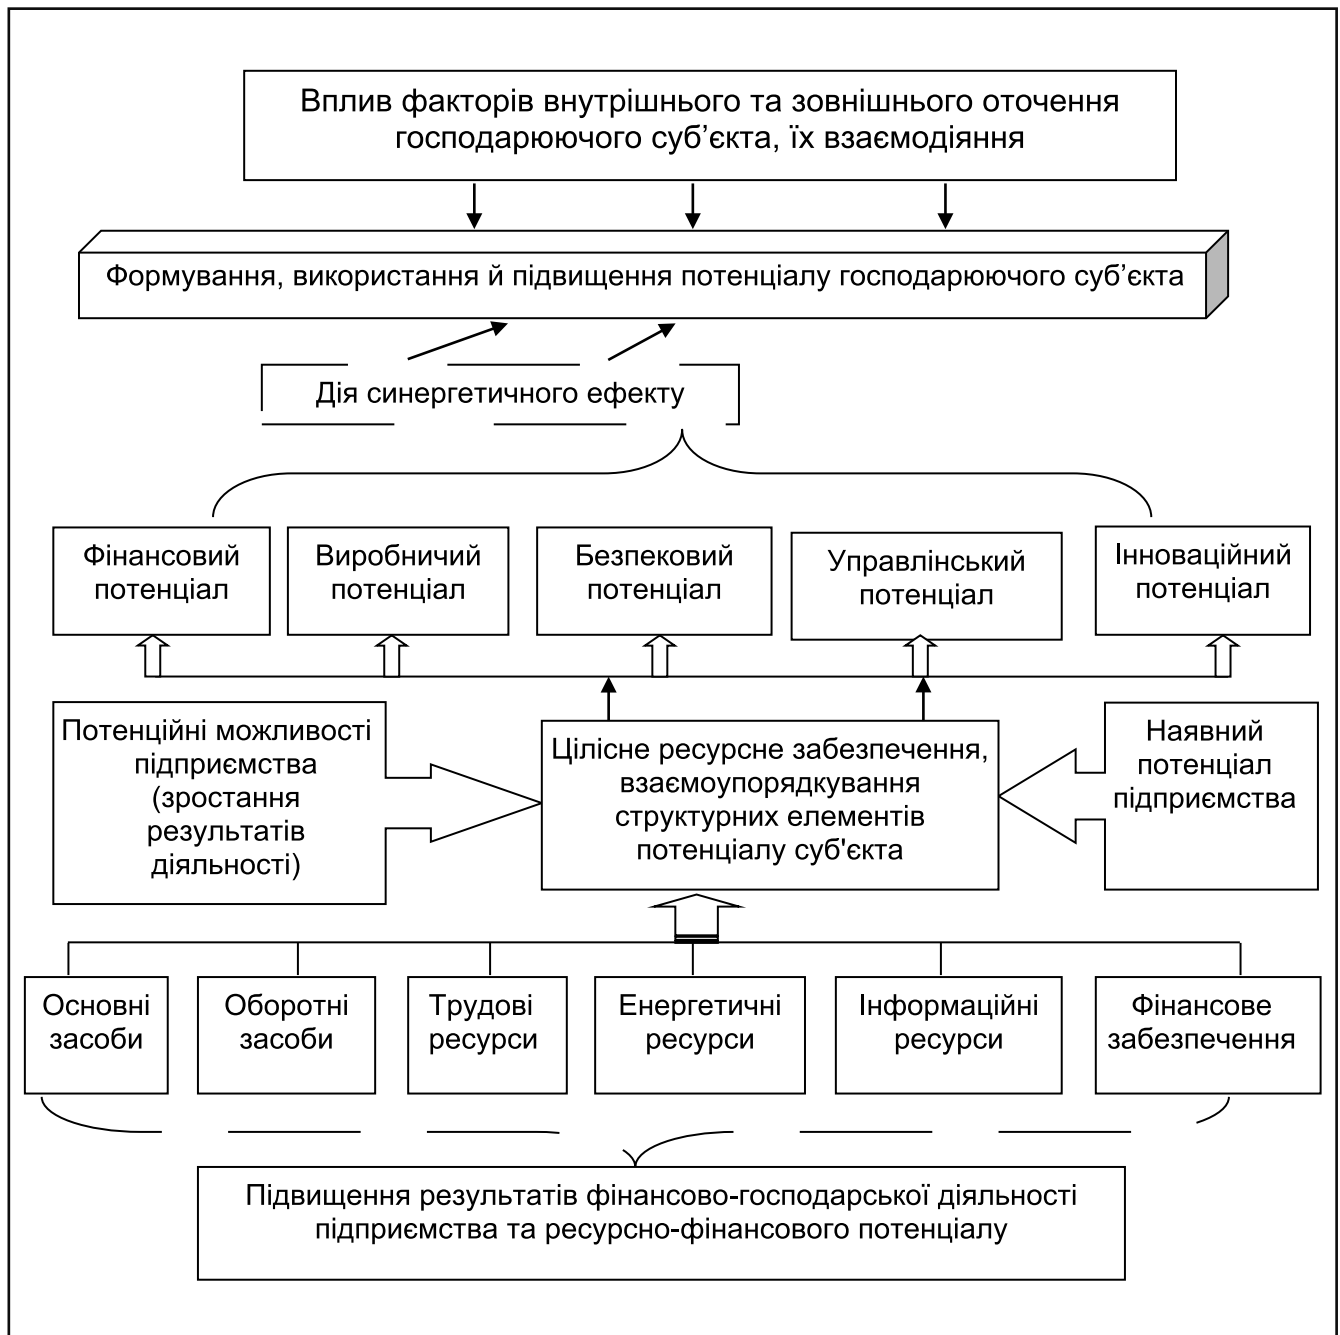 Вплив факторів внутрішнього та зовнішнього оточення
господарюючого суб’єкта, їх взаємодіяння
Формування, використання й підвищення потенціалу господарюючого суб’єкта
Дія синергетичного ефекту
Фінансовий
потенціал
Виробничий
потенціал
Безпековий
потенціал
Управлінський
потенціал
Інноваційний
потенціал
Потенційні можливості
підприємства
(зростання
результатів
діяльності)
Цілісне ресурсне забезпечення,
взаємоупорядкування
структурних елементів
потенціалу суб'єкта
Наявний
потенціал
підприємства
Основні
засоби
Оборотні
засоби
Трудові
ресурси
Енергетичні
ресурси
Інформаційні
ресурси
Фінансове
забезпечення
Підвищення результатів фінансово-господарської діяльності
підприємства та ресурсно-фінансового потенціалу